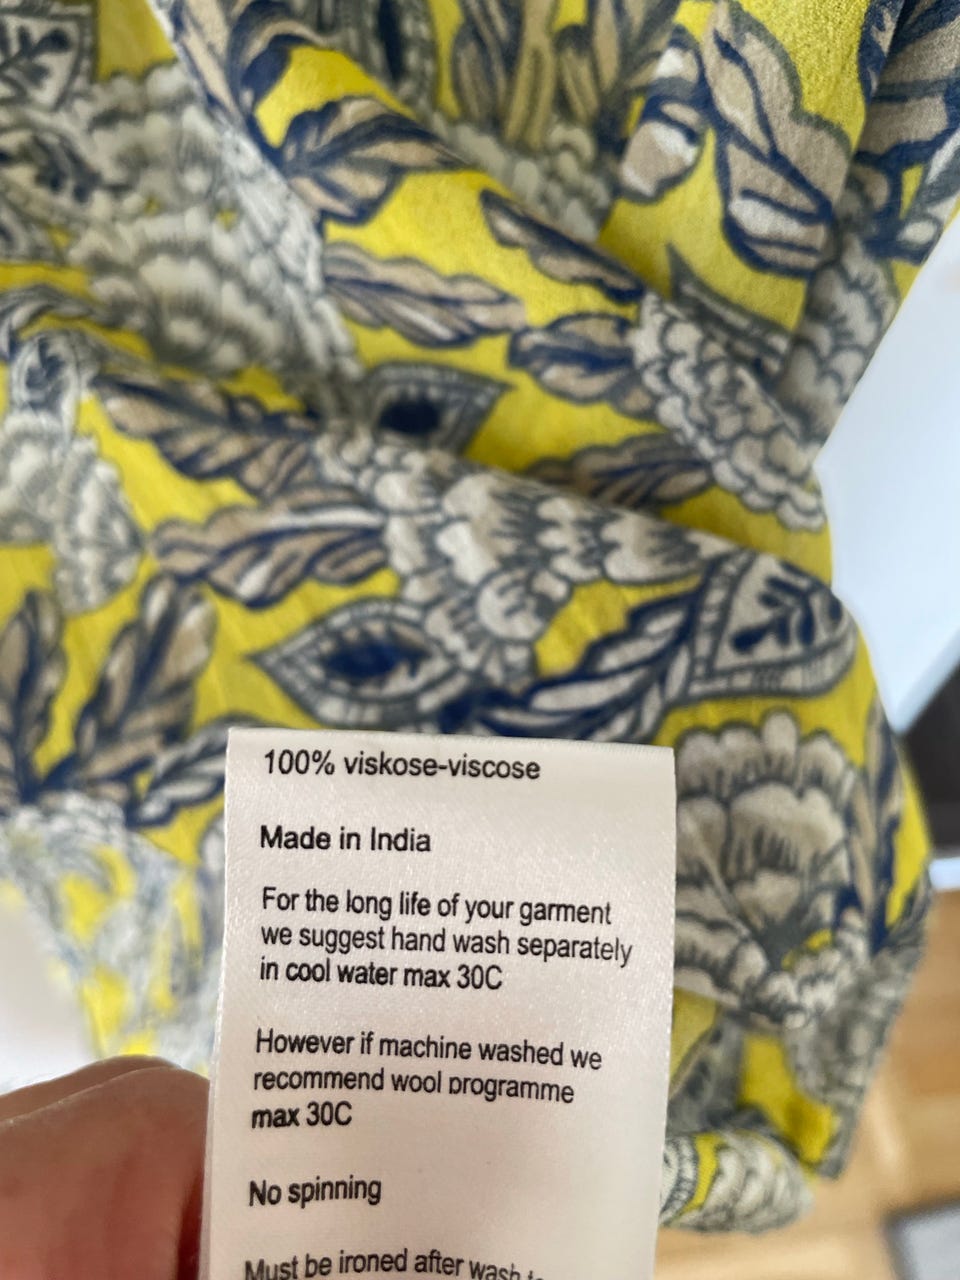 100% viskose-viscose
Made in India
For the long life of your garment
we suggest hand wash separately
in cool water max 30C
However if machine washed we
recommend wool programme
max 30C
No spinning
Must be ironed after wash